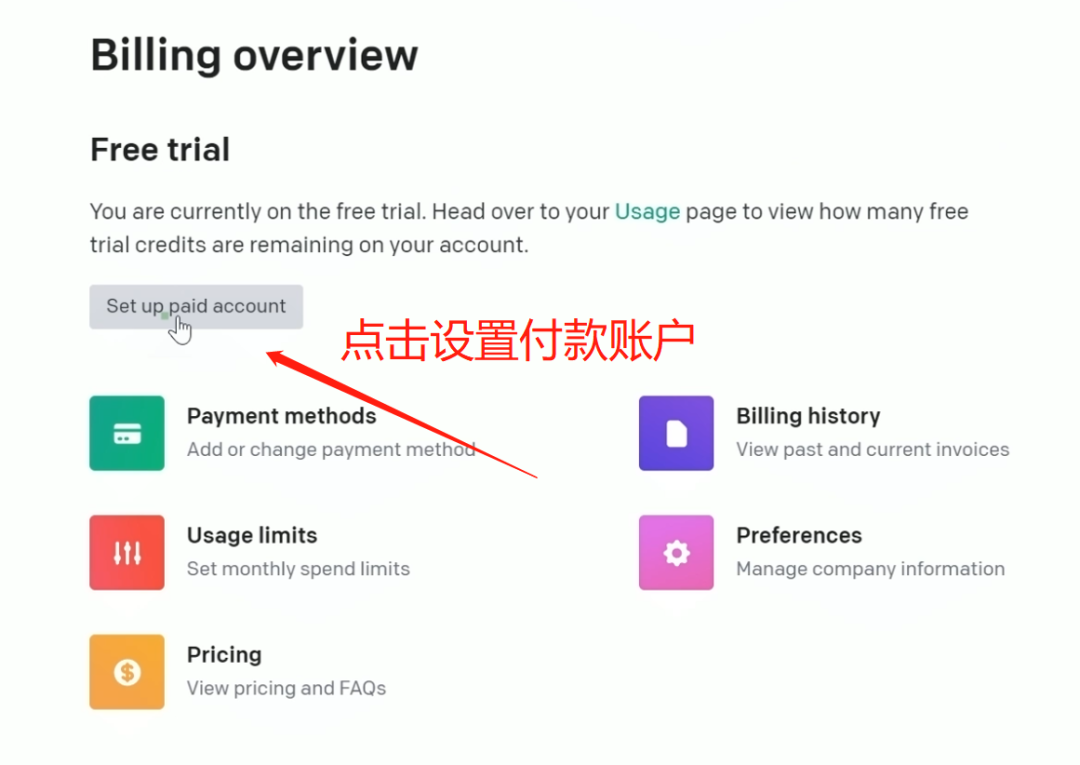 Billing overview
Free trial
You are currently on the free trial. Head over to your Usage page to view how many free
trial credits are remaining on your account.
Set up paid account
点击设置付款账户
Payment methods
Add or change payment method
Billing history
View past and current invoices
Usage limits
Set monthly spend limits
Preferences
Manage company information
Pricing
View pricing and FAQs